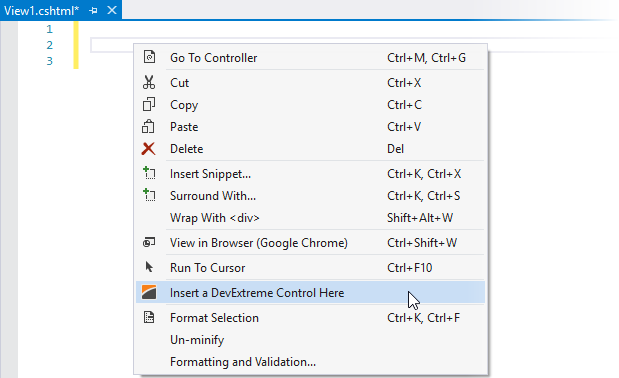 View1.cshtml*
1
2
3
Go To Controller Ctrl+M, Ctrl+G
Cut Ctrl+X
Copy Ctrl+C
Paste Ctrl+V
Delete Del
Insert Snippet... Ctrl+K, Ctrl+X
Surround With... Ctrl+K, Ctrl+S
Wrap With <div> Shift+Alt+W
View in Browser (Google Chrome) Ctrl+Shift+W
Run To Cursor Ctrl+F10
Insert a DevExtreme Control Here
Format Selection Ctrl+K, Ctrl+F
Un-minify
Formatting and Validation...